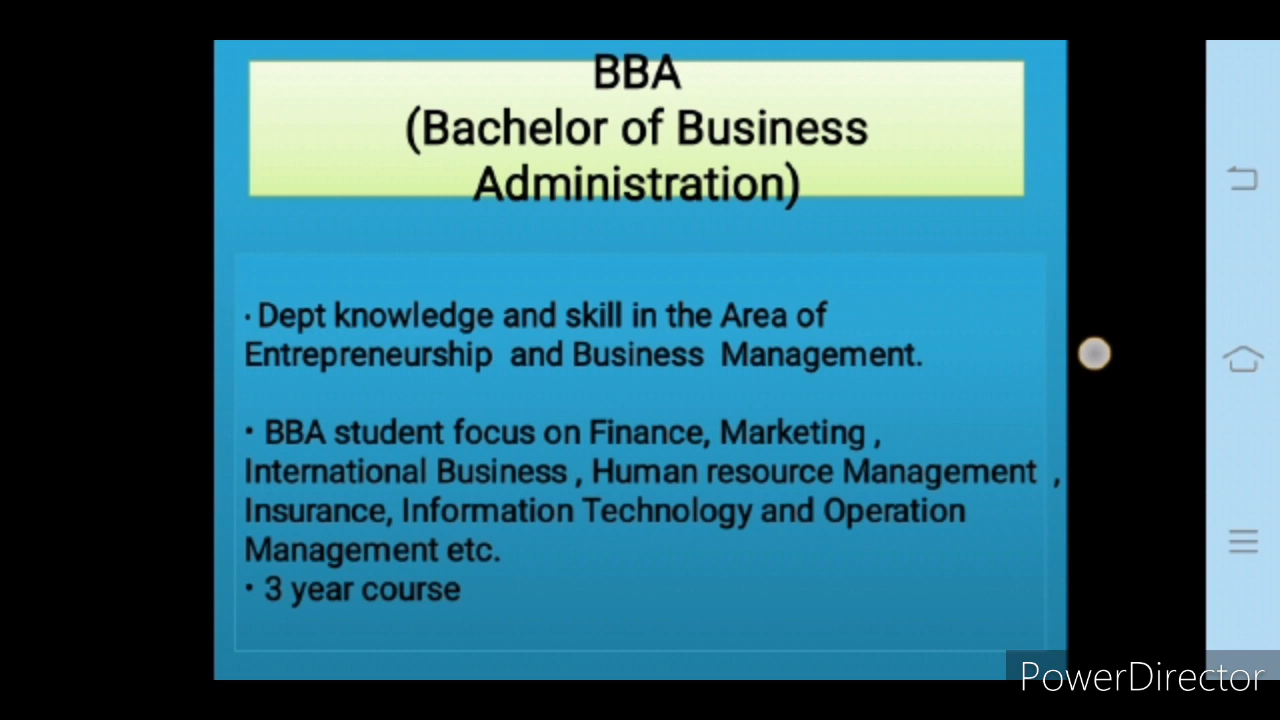 BBA
(Bachelor of Business
Administration)
· Dept knowledge and skill in the Area of
Entrepreneurship and Business Management.
• BBA student focus on Finance, Marketing ,
International Business , Human resource Management ,
Insurance, Information Technology and Operation
Management etc.
• 3 year course
PowerDirector